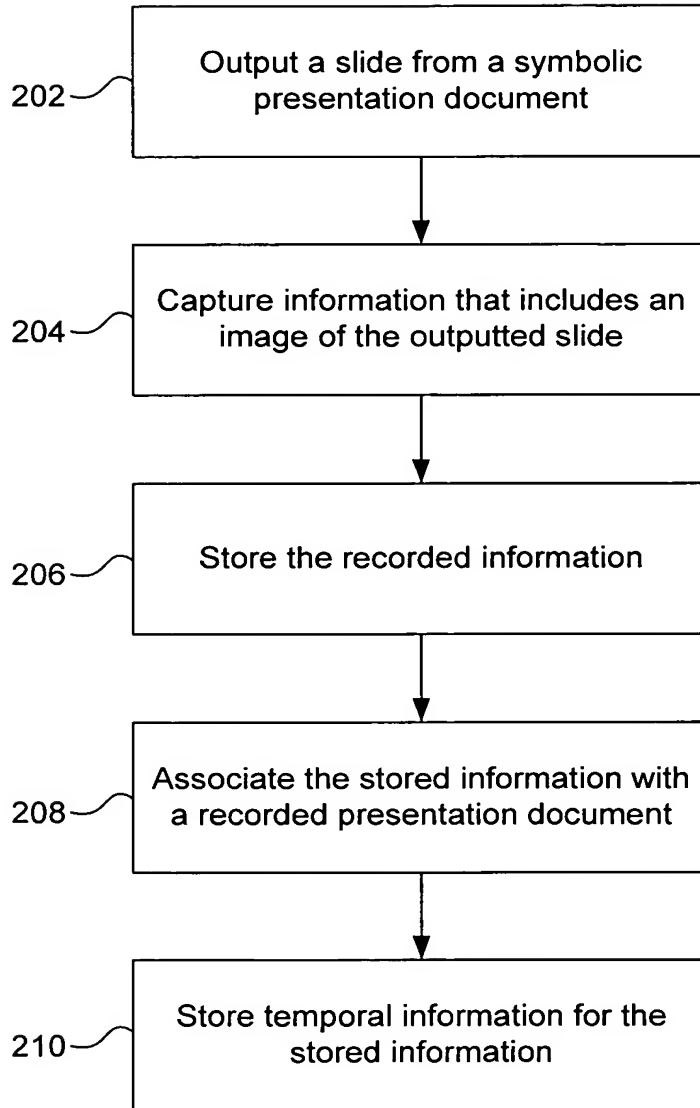 Output a slide from a symbolic
presentation document
202
Capture information that includes an
image of the outputted slide
204
Store the recorded information
206
Associate the stored information with
a recorded presentation document
208
Store temporal information for the
stored information
210